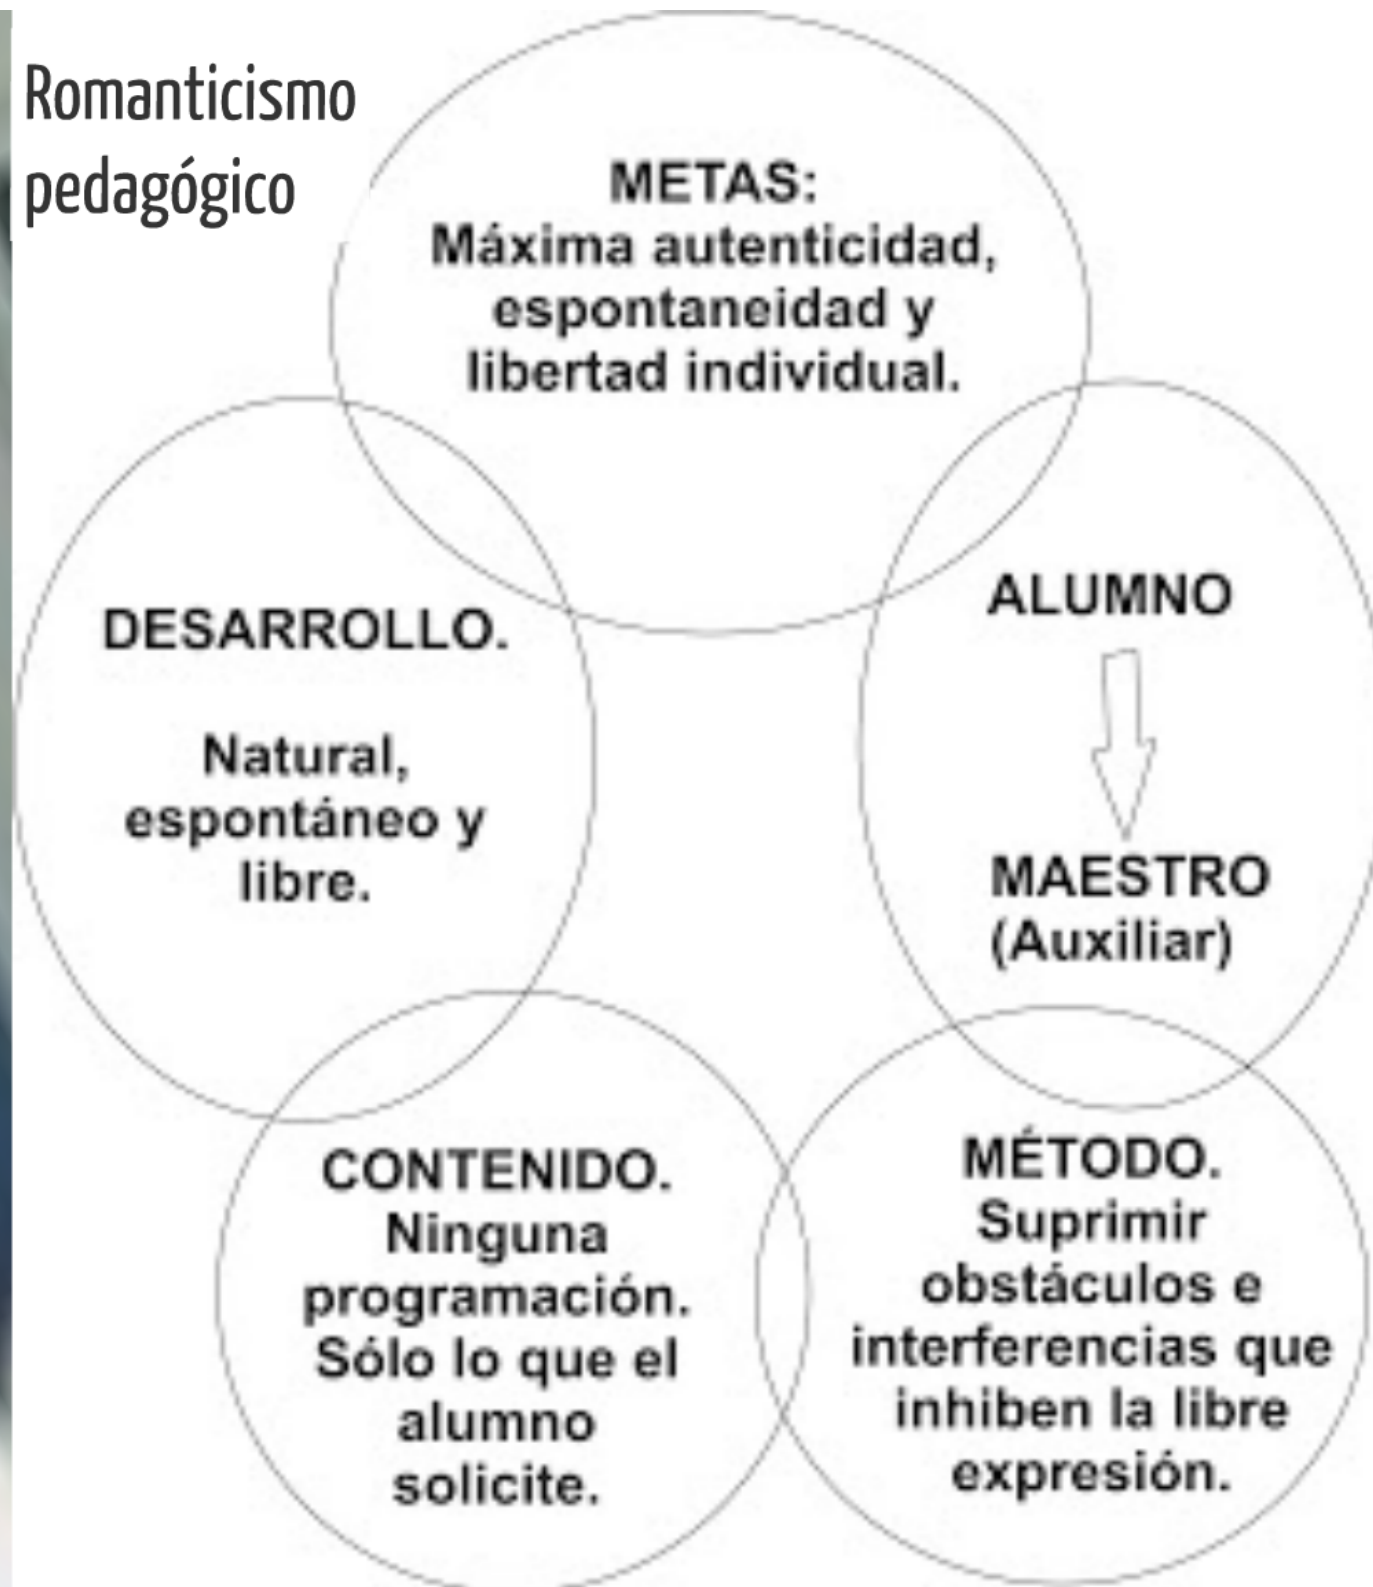 Romanticismo
pedagógico
METAS:
Máxima autenticidad,
espontaneidad y
libertad individual.
DESARROLLO.
Natural,
espontáneo y
libre.
ALUMNO
MAESTRO
(Auxiliar)
CONTENIDO.
Ninguna
programación.
Sólo lo que el
alumno
solicite.
MÉTODO.
Suprimir
obstáculos e
interferencias que
inhiben la libre
expresión.